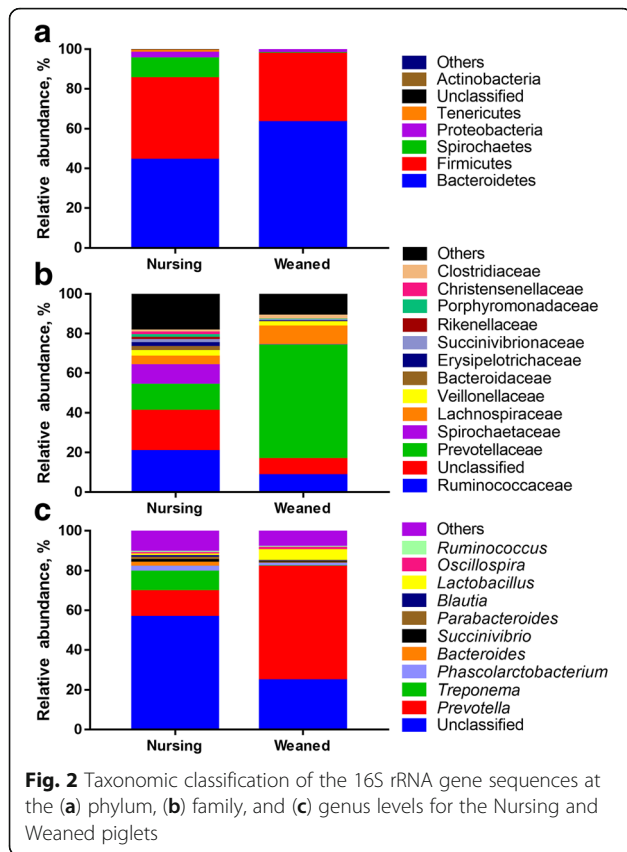 a
Relative abundance, %
100
80
60
40
20
0
Nursing
Weaned
Others
Actinobacteria
Unclassified
Tenericutes
Proteobacteria
Spirochaetes
Firmicutes
Bacteroidetes
b
Relative abundance, %
100
80
60
40
20
0
Nursing
Weaned
Others
Clostridiaceae
Christensenellaceae
Porphyromonadaceae
Rikenellaceae
Succinivibrionaceae
Erysipelotrichaceae
Bacteroidaceae
Veillonellaceae
Lachnospiraceae
Spirochaetaceae
Prevotellaceae
Unclassified
Ruminococcaceae
c
Relative abundance, %
100
80
60
40
20
0
Nursing
Weaned
Others
Ruminococcus
Oscillospira
Lactobacillus
Blautia
Parabacteroides
Succinivibrio
Bacteroides
Phascolarctobacterium
Treponema
Prevotella
Unclassified
Fig. 2 Taxonomic classification of the 16S rRNA gene sequences at
the (a) phylum, (b) family, and (c) genus levels for the Nursing and
Weaned piglets